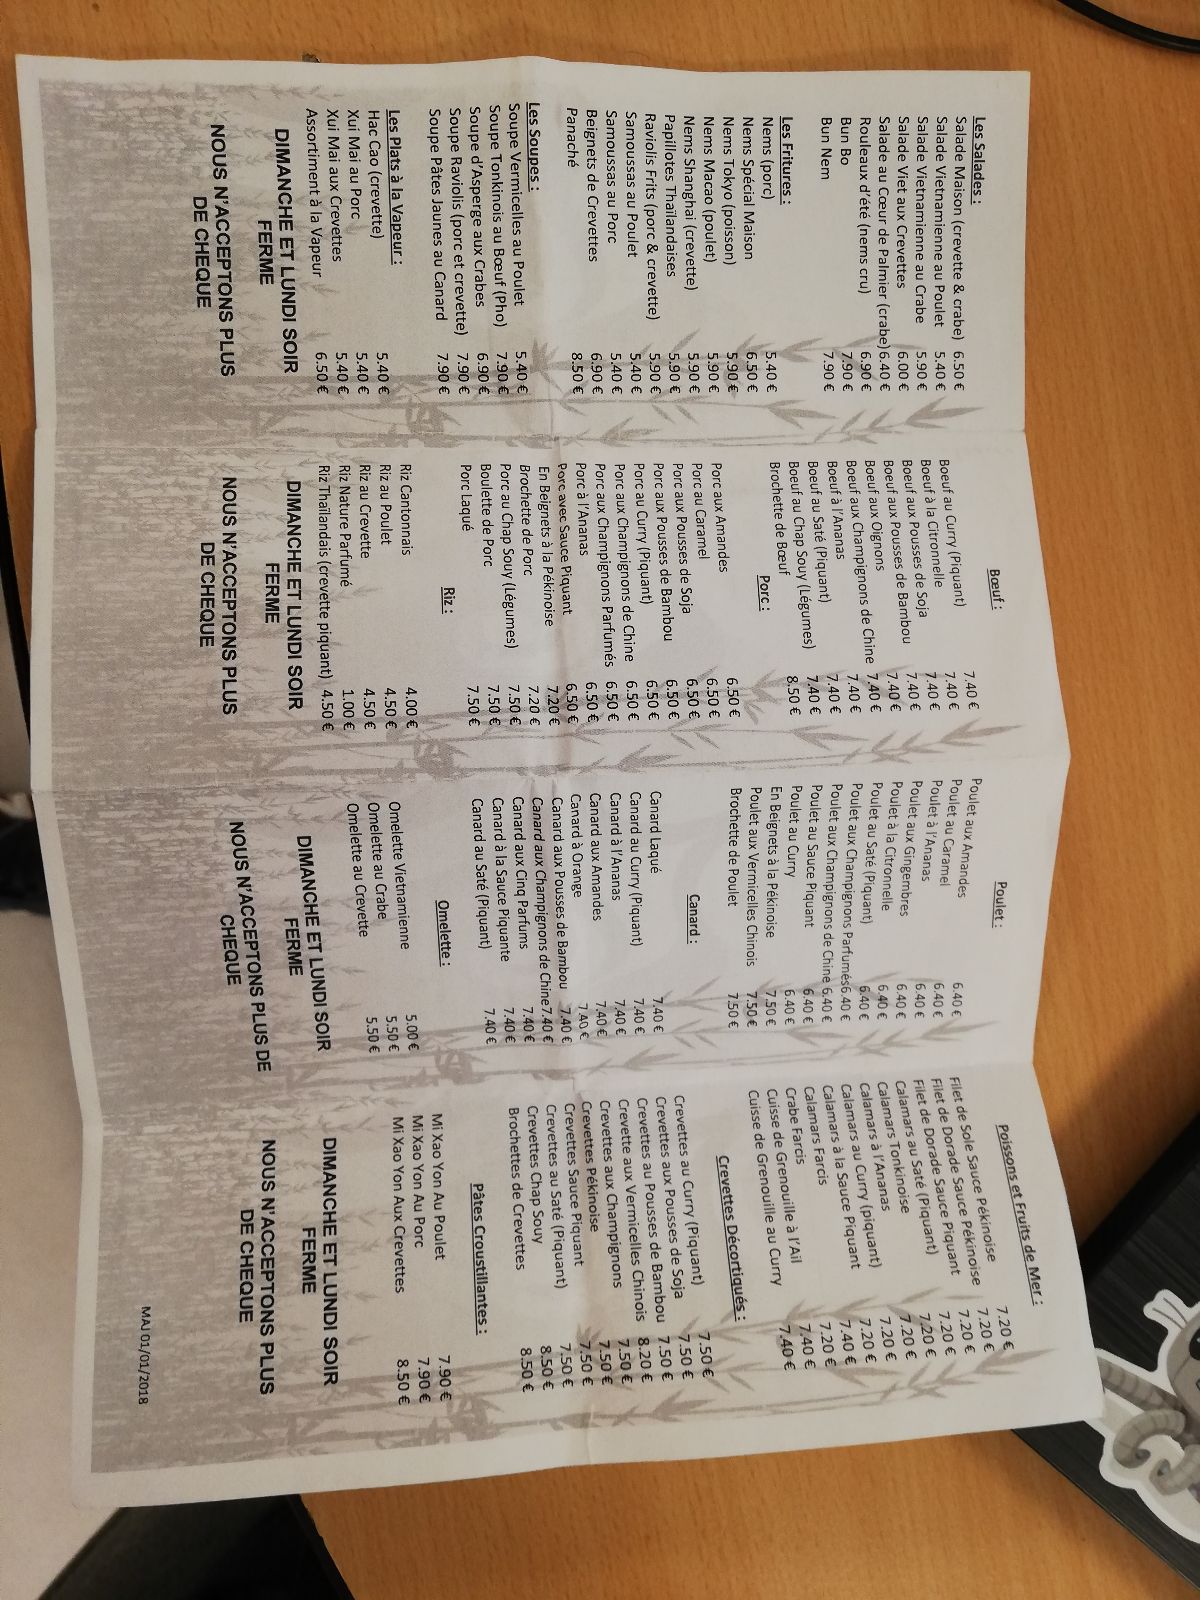 Les Salades :
Salade Maison (crevette & crabe) 6.50 €
Salade Vietnamienne au Poulet 5.40 €
Salade Vietnamienne au Crabe 5.90 €
Salade Viet aux Crevettes 6.00 €
Salade au Cœur de Palmier (crabe) 6.40 €
Rouleaux d'été (nems cru) 6.90 €
Bun Bo 7.90 €
Bun Nem 7.90 €
Les Fritures :
Nems (porc) 5.40 €
Nems Spécial Maison 6.50 €
Nems Tokyo (poisson) 5.90 €
Nems Macao (poulet) 5.90 €
Nems Shanghai (crevette) 5.90 €
Papillotes Thaïlandaises 5.90 €
Raviolis Frits (porc & crevette) 5.90 €
Samoussas au Poulet 5.40 €
Samoussas au Porc 5.40 €
Beignets de Crevettes 6.90 €
Panaché 8.50 €
Les Soupes :
Soupe Vermicelles au Poulet 5.40 €
Soupe Tonkinois au Bœuf (Pho) 7.90 €
Soupe d'Asperge aux Crabes 6.90 €
Soupe Raviolis (porc et crevette) 7.90 €
Soupe Pâtes Jaunes au Canard 7.90 €
Les Plats à la Vapeur :
Hac Cao (crevette) 5.40 €
Xui Mai au Porc 5.40 €
Xui Mai aux Crevettes 5.40 €
Assortiment à la Vapeur 6.50 €
DIMANCHE ET LUNDI SOIR
FERME
NOUS N'ACCEPTONS PLUS
DE CHEQUE
Bœuf :
Boeuf au Curry (Piquant) 7.40 €
Boeuf à la Citronnelle 7.40 €
Boeuf aux Pousses de Soja 7.40 €
Boeuf aux Pousses de Bambou 7.40 €
Boeuf aux Oignons 7.40 €
Boeuf aux Champignons de Chine 7.40 €
Boeuf à l'Ananas 7.40 €
Boeuf au Saté (Piquant) 7.40 €
Boeuf au Chap Souy (Légumes) 7.40 €
Brochette de Bœuf 8.50 €
Porc :
Porc aux Amandes 6.50 €
Porc au Caramel 6.50 €
Porc aux Pousses de Soja 6.50 €
Porc aux Pousses de Bambou 6.50 €
Porc au Curry (Piquant) 6.50 €
Porc aux Champignons de Chine 6.50 €
Porc aux Champignons Parfumés 6.50 €
Porc à l'Ananas 6.50 €
Porc avec Sauce Piquant 6.50 €
En Beignets à la Pékinoise 7.20 €
Brochette de Porc 7.20 €
Porc au Chap Souy (Légumes) 7.50 €
Boulette de Porc 7.50 €
Porc Laqué 7.50 €
Riz :
Riz Cantonnais 4.00 €
Riz au Poulet 4.50 €
Riz au Crevette 4.50 €
Riz Nature Parfumé 1.00 €
Riz Thaïlandais (crevette piquant) 4.50 €
DIMANCHE ET LUNDI SOIR
FERME
NOUS N'ACCEPTONS PLUS
DE CHEQUE
Poulet :
Poulet aux Amandes 6.40 €
Poulet au Caramel 6.40 €
Poulet à l'Ananas 6.40 €
Poulet aux Gingembres 6.40 €
Poulet à la Citronnelle 6.40 €
Poulet au Saté (Piquant) 6.40 €
Poulet aux Champignons Parfumés 6.40 €
Poulet aux Champignons de Chine 6.40 €
Poulet au Sauce Piquant 6.40 €
Poulet au Curry 6.40 €
En Beignets à la Pékinoise 7.50 €
Poulet aux Vermicelles Chinois 7.50 €
Brochette de Poulet 7.50 €
Canard :
Canard Laqué 7.40 €
Canard au Curry (Piquant) 7.40 €
Canard à l'Ananas 7.40 €
Canard aux Amandes 7.40 €
Canard à Orange 7.40 €
Canard aux Pousses de Bambou 7.40 €
Canard aux Champignons de Chine 7.40 €
Canard aux Cinq Parfums 7.40 €
Canard à la Sauce Piquante 7.40 €
Canard au Saté (Piquant) 7.40 €
Omelette :
Omelette Vietnamienne 5.00 €
Omelette au Crabe 5.50 €
Omelette au Crevette 5.50 €
DIMANCHE ET LUNDI SOIR
FERME
NOUS N'ACCEPTONS PLUS DE
CHEQUE
Poissons et Fruits de Mer :
Filet de Sole Sauce Pékinoise 7.20 €
Filet de Dorade Sauce Pékinoise 7.20 €
Filet de Dorade Sauce Piquant 7.20 €
Calamars au Saté (Piquant) 7.20 €
Calamars Tonkinoise 7.20 €
Calamars à l'Ananas 7.20 €
Calamars au Curry (piquant) 7.20 €
Calamars à la Sauce Piquant 7.20 €
Calamars Farcis 7.40 €
Crabe Farcis 7.20 €
Cuisse de Grenouille à l'Ail 7.40 €
Cuisse de Grenouille au Curry 7.40 €
Crevettes Décortiqués :
Crevettes au Curry (Piquant) 7.50 €
Crevettes aux Pousses de Soja 7.50 €
Crevettes au Pousses de Bambou 7.50 €
Crevette aux Vermicelles Chinois 8.20 €
Crevettes aux Champignons 7.50 €
Crevettes Pékinoise 7.50 €
Crevettes Sauce Piquant 7.50 €
Crevettes au Saté (Piquant) 7.50 €
Crevettes Chap Souy 8.50 €
Brochettes de Crevettes 8.50 €
Pâtes Croustillantes :
Mi Xao Yon Au Poulet 7.90 €
Mi Xao Yon Au Porc 7.90 €
Mi Xao Yon Aux Crevettes 8.50 €
DIMANCHE ET LUNDI SOIR
FERME
NOUS N'ACCEPTONS PLUS
DE CHEQUE
MAJ 01/01/2018